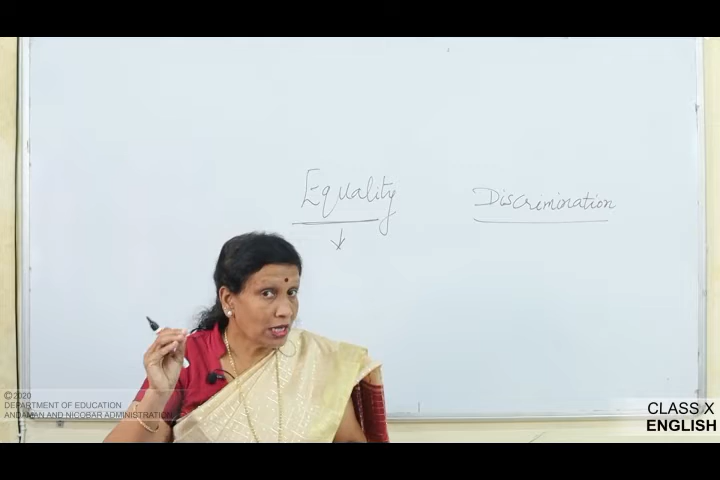 Equality
Discrimination
©2020
DEPARTMENT OF EDUCATION
ANDAMAN AND NICOBAR ADMINISTRATION
CLASS X
ENGLISH